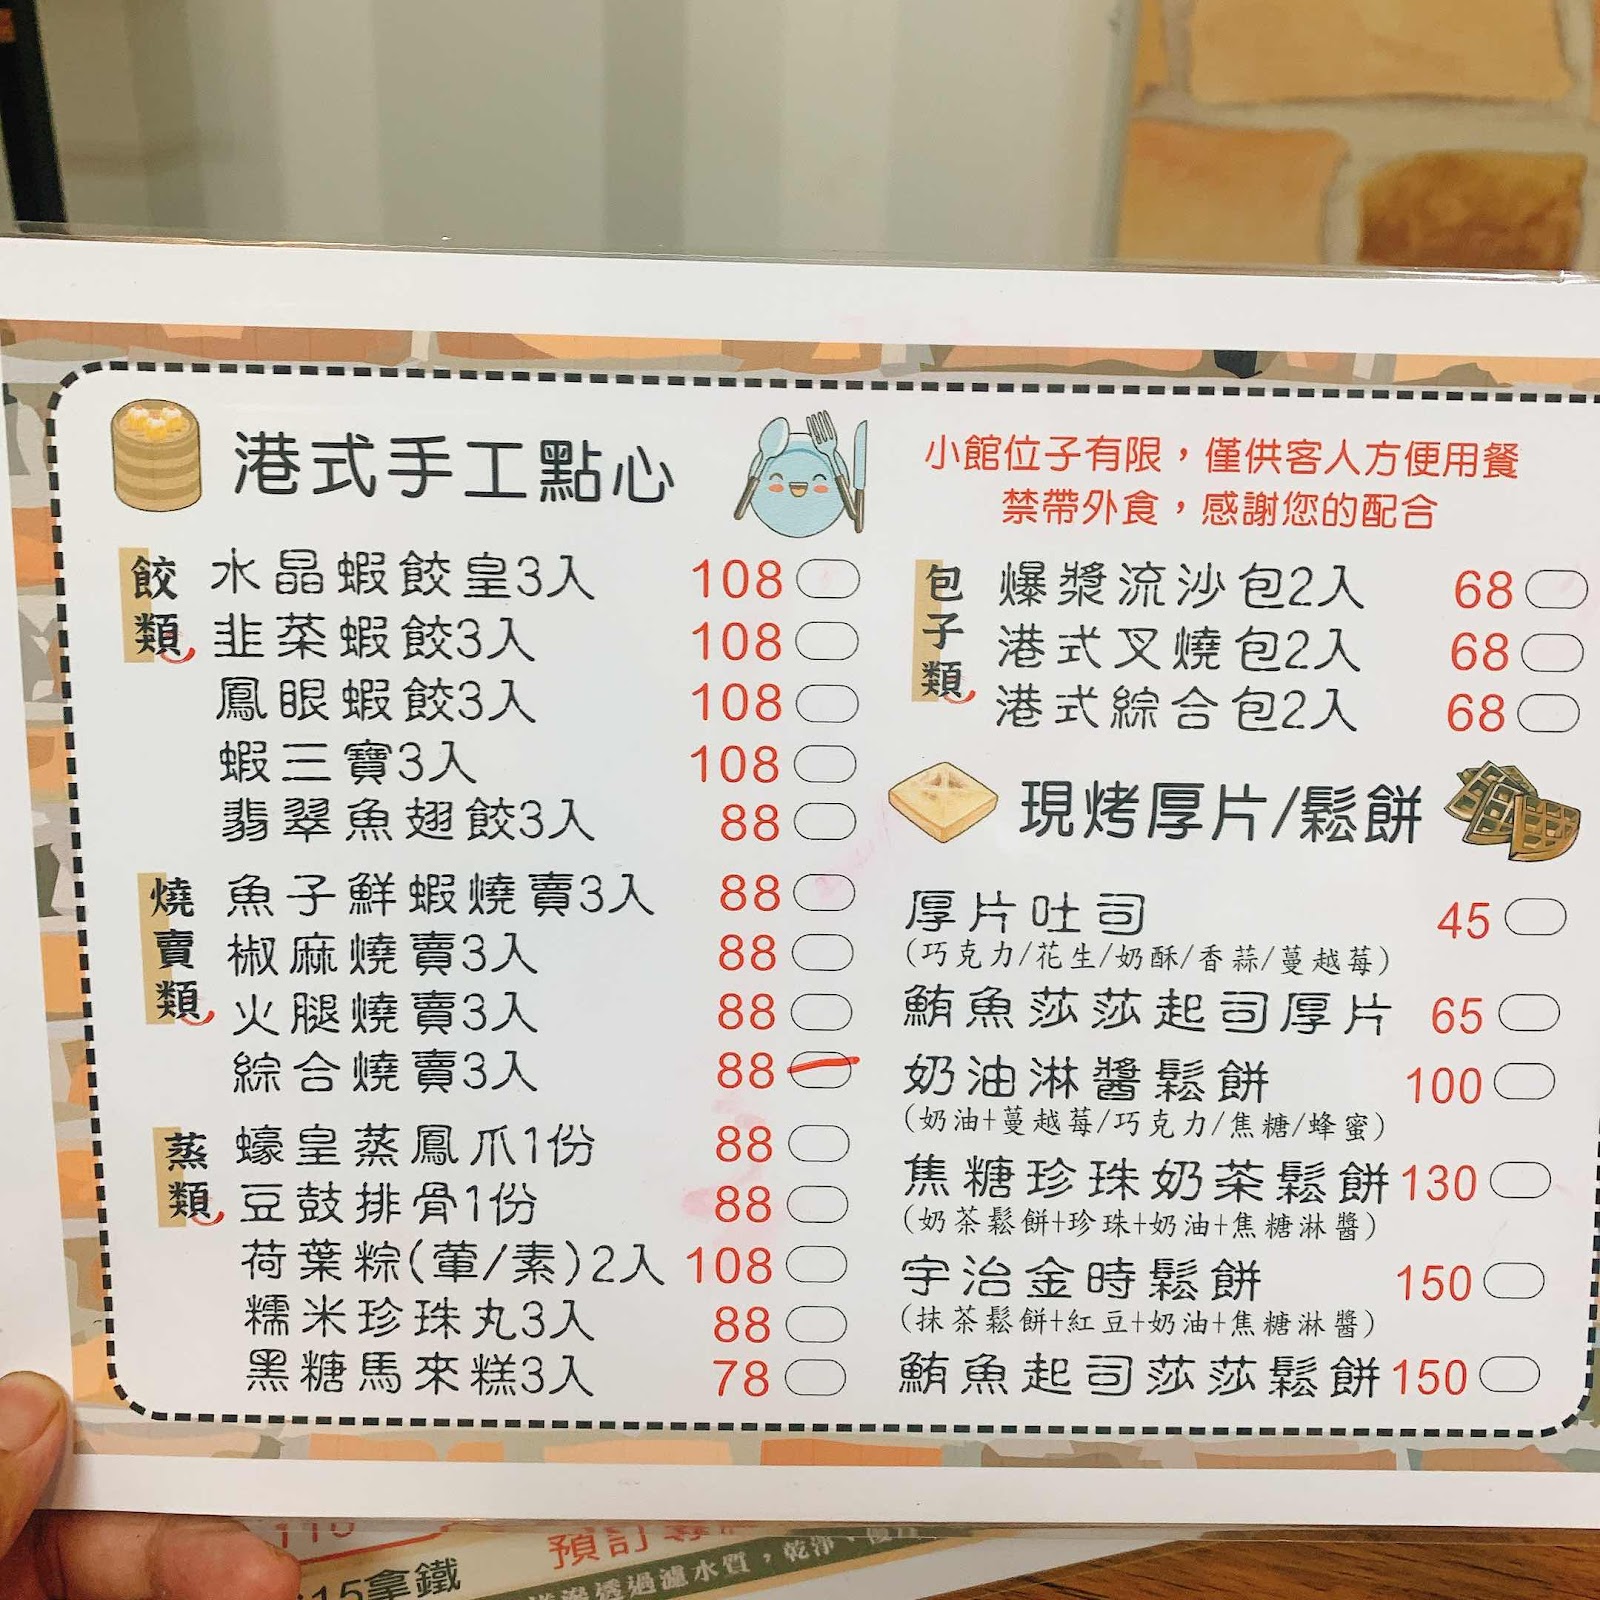 港式手工點心
餃類
水晶蝦餃皇3入 108
韭菜蝦餃3入 108
鳳眼蝦餃3入 108
蝦三寶3入 108
翡翠魚翅餃3入 88
燒賣類
魚子鮮蝦燒賣3入 88
椒麻燒賣3入 88
火腿燒賣3入 88
綜合燒賣3入 88
蒸類
蠔皇蒸鳳爪1份 88
豆鼓排骨1份 88
荷葉粽(葷/素)2入 108
糯米珍珠丸3入 88
黑糖馬來糕3入 78
小館位子有限，僅供客人方便用餐
禁帶外食，感謝您的配合
包子類
爆漿流沙包2入 68
港式叉燒包2入 68
港式綜合包2入 68
現烤厚片/鬆餅
厚片吐司 45
(巧克力/花生/奶酥/香蒜/蔓越莓)
鮪魚莎莎起司厚片 65
奶油淋醬鬆餅 100
(奶油+蔓越莓/巧克力/焦糖/蜂蜜)
焦糖珍珠奶茶鬆餅 130
(奶茶鬆餅+珍珠+奶油+焦糖淋醬)
宇治金時鬆餅 150
(抹茶鬆餅+紅豆+奶油+焦糖淋醬)
鮪魚起司莎莎鬆餅 150
110
預訂
15拿鐵
滲透過濾水質，乾淨、